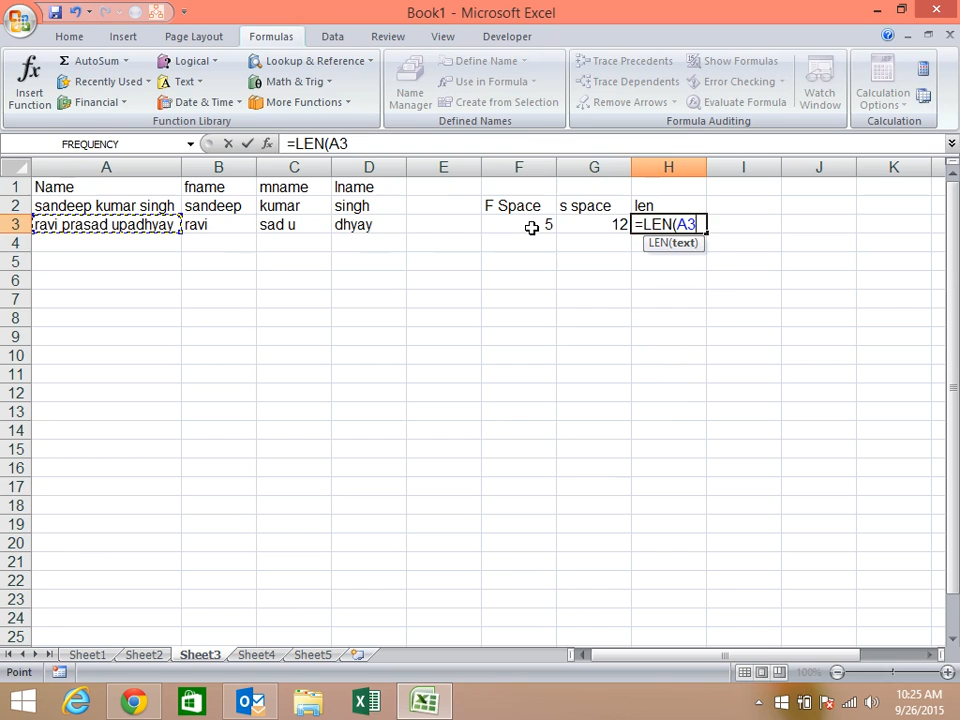 Book1 - Microsoft Excel
Home Insert Page Layout Formulas Data Review View Developer
fx Insert Function
Σ AutoSum
Recently Used
Financial
Logical
Text
Date & Time
Lookup & Reference
Math & Trig
More Functions
Function Library
Name Manager
Define Name
Use in Formula
Create from Selection
Defined Names
Trace Precedents
Trace Dependents
Remove Arrows
Show Formulas
Error Checking
Evaluate Formula
Watch Window
Formula Auditing
Calculation Options
Calculation
FREQUENCY fx =LEN(A3
A B C D E F G H I J K
1 Name fname mname lname
2 sandeep kumar singh sandeep kumar singh F Space s space len
3 ravi prasad upadhyay ravi sad u dhyay 5 12 =LEN(A3
4 LEN(text)
5
6
7
8
9
10
11
12
13
14
15
16
17
18
19
20
21
22
23
24
25
Sheet1 Sheet2 Sheet3 Sheet4 Sheet5
Point 100%
10:25 AM
9/26/2015